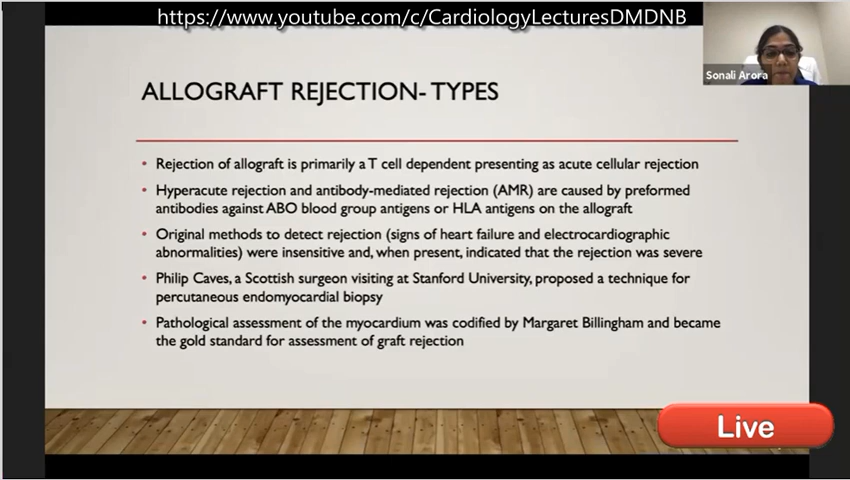 https://www.youtube.com/c/CardiologyLecturesDMDNB
Sonali Arora
ALLOGRAFT REJECTION- TYPES
• Rejection of allograft is primarily a T cell dependent presenting as acute cellular rejection
• Hyperacute rejection and antibody-mediated rejection (AMR) are caused by preformed
antibodies against ABO blood group antigens or HLA antigens on the allograft
• Original methods to detect rejection (signs of heart failure and electrocardiographic
abnormalities) were insensitive and, when present, indicated that the rejection was severe
• Philip Caves, a Scottish surgeon visiting at Stanford University, proposed a technique for
percutaneous endomyocardial biopsy
• Pathological assessment of the myocardium was codified by Margaret Billingham and became
the gold standard for assessment of graft rejection
Live